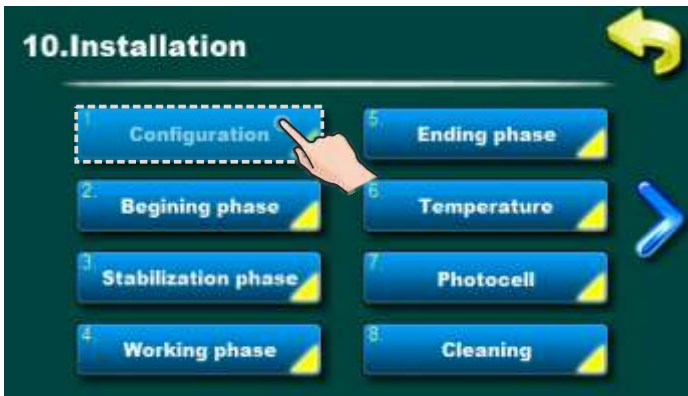 10.Installation
1. Configuration
5. Ending phase
2. Begining phase
6. Temperature
3. Stabilization phase
7. Photocell
4. Working phase
8. Cleaning